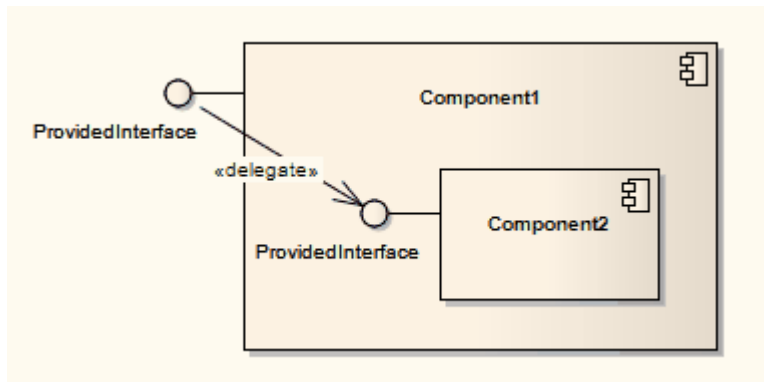 Component1
ProvidedInterface
«delegate»
Component2
ProvidedInterface